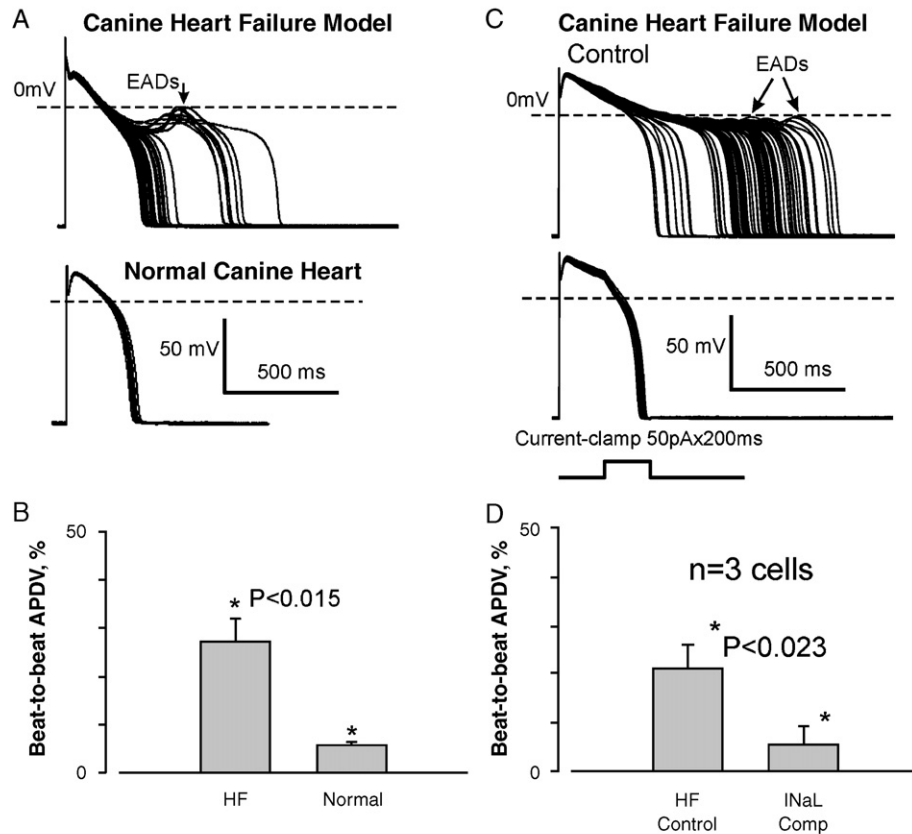 A
Canine Heart Failure Model
0mV
EADs
Normal Canine Heart
50 mV
500 ms
B
50
Beat-to-beat APDV, %
* P<0.015
*
0
HF
Normal
C
Canine Heart Failure Model
Control
0mV
EADs
50 mV
500 ms
Current-clamp 50pAx200ms
D
50
Beat-to-beat APDV, %
n=3 cells
*
P<0.023
*
0
HF
Control
INaL
Comp